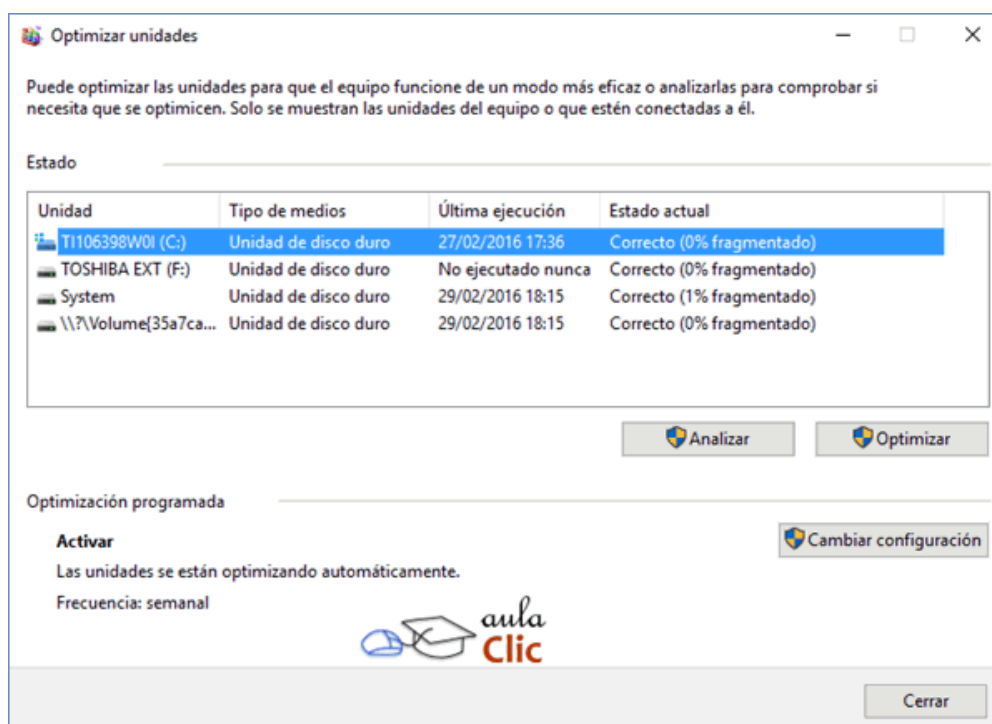 Optimizar unidades
Puede optimizar las unidades para que el equipo funcione de un modo más eficaz o analizarlas para comprobar si
necesita que se optimicen. Solo se muestran las unidades del equipo o que estén conectadas a él.
Estado
Unidad Tipo de medios Última ejecución Estado actual
TI106398W0I (C:) Unidad de disco duro 27/02/2016 17:36 Correcto (0% fragmentado)
TOSHIBA EXT (F:) Unidad de disco duro No ejecutado nunca Correcto (0% fragmentado)
System Unidad de disco duro 29/02/2016 18:15 Correcto (1% fragmentado)
\\?\Volume{35a7ca... Unidad de disco duro 29/02/2016 18:15 Correcto (0% fragmentado)
Analizar Optimizar
Optimización programada
Activar
Cambiar configuración
Las unidades se están optimizando automáticamente.
Frecuencia: semanal
aula
Clic
Cerrar